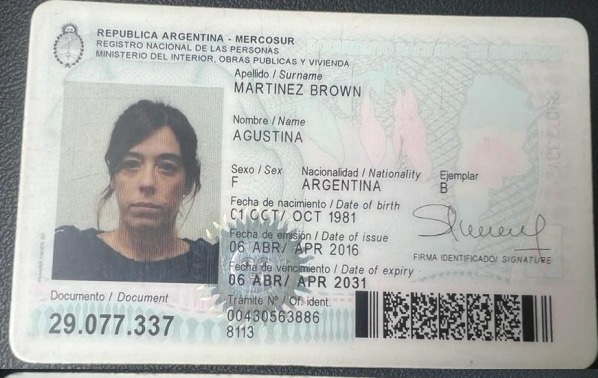 REPUBLICA ARGENTINA - MERCOSUR
REGISTRO NACIONAL DE LAS PERSONAS
MINISTERIO DEL INTERIOR, OBRAS PUBLICAS Y VIVIENDA
Apellido / Surname
MARTINEZ BROWN
Nombre / Name
AGUSTINA
Sexo / Sex Nacionalidad / Nationality Ejemplar
F ARGENTINA B
Fecha de nacimiento / Date of birth
OCT/ OCT 1981
Fecha de emisión / Date of issue
06 ABR/ APR 2016
FIRMA IDENTIFICADO/ SIGNATURE
Fecha de vencimiento / Date of expiry
06 ABR/ APR 2031
Documento / Document
29.077.337
Trámite Nº / Of. ident.
00430563886
8113